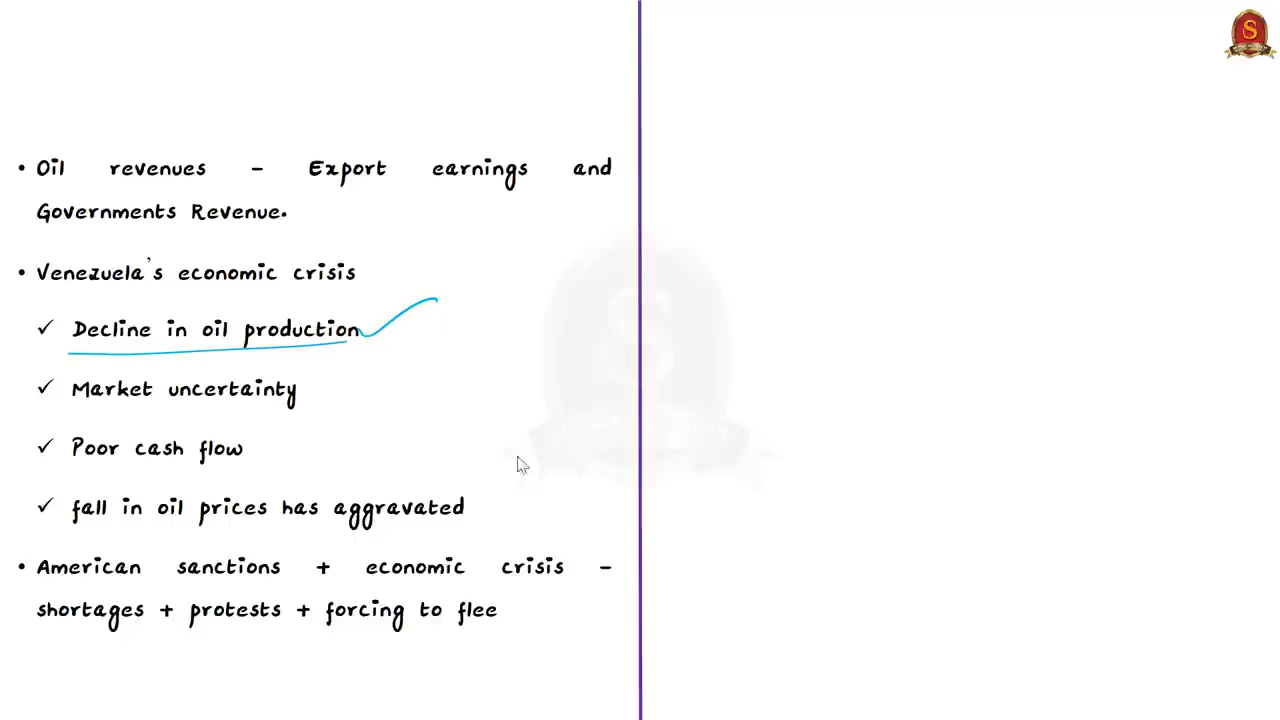 • Oil revenues - Export earnings and
Governments Revenue.
• Venezuela's economic crisis
✓ Decline in oil production
✓ Market uncertainty
✓ Poor cash flow
✓ fall in oil prices has aggravated
• American sanctions + economic crisis -
shortages + protests + forcing to flee
S